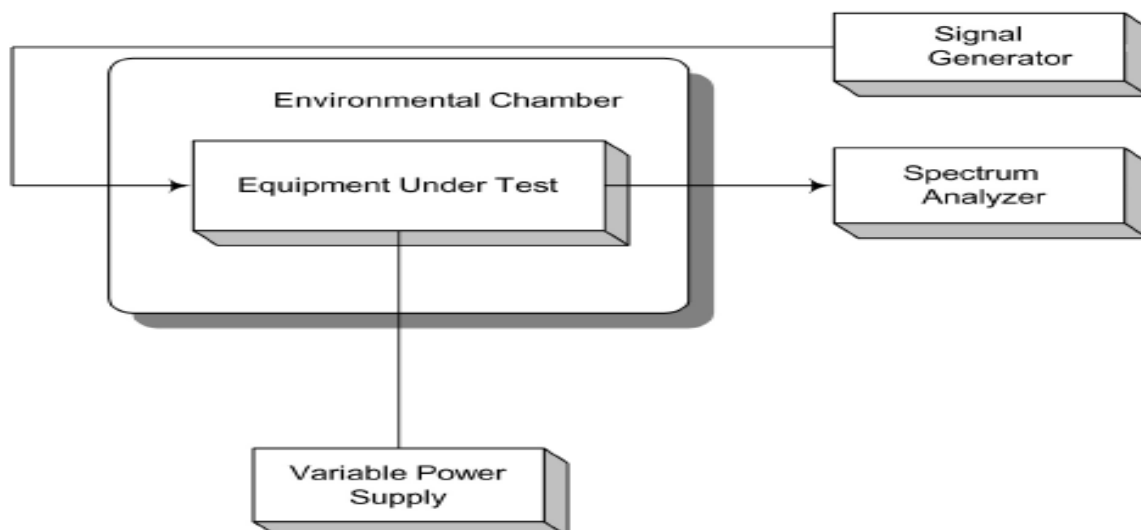 Signal
Generator
Environmental Chamber
Equipment Under Test
Spectrum
Analyzer
Variable Power
Supply